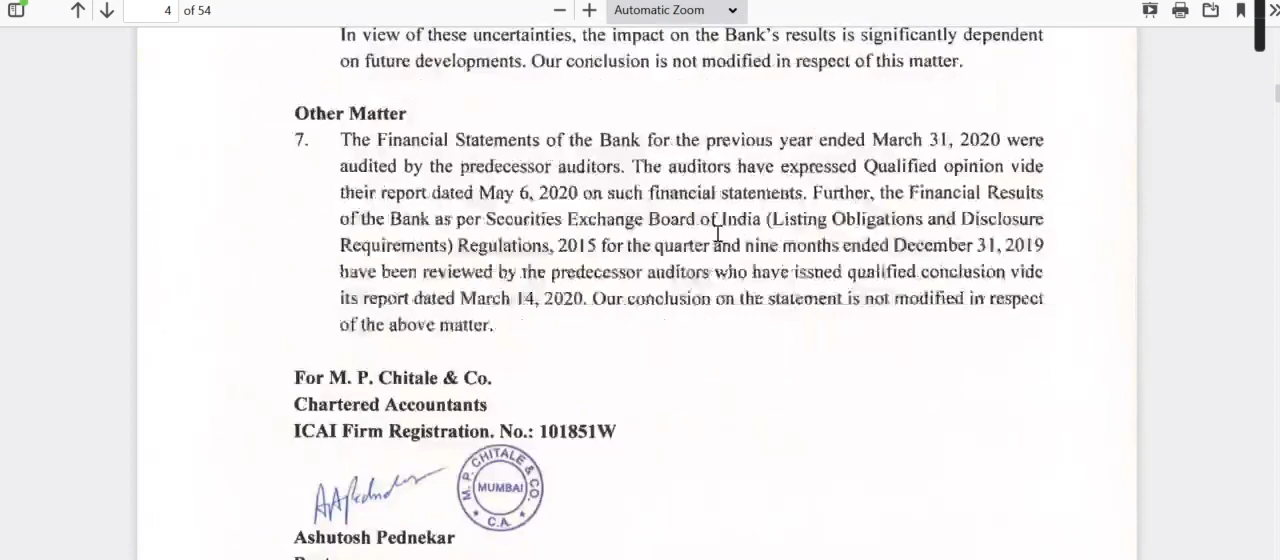 4 of 54
Automatic Zoom
In view of these uncertainties, the impact on the Bank's results is significantly dependent
on future developments. Our conclusion is not modified in respect of this matter.
Other Matter
7. The Financial Statements of the Bank for the previous year ended March 31, 2020 were
audited by the predecessor auditors. The auditors have expressed Qualified opinion vide
their report dated May 6, 2020 on such financial statements. Further, the Financial Results
of the Bank as per Securities Exchange Board of India (Listing Obligations and Disclosure
Requirements) Regulations, 2015 for the quarter and nine months ended December 31, 2019
have been reviewed by the predecessor auditors who have issued qualified conclusion vide
its report dated March 14, 2020. Our conclusion on the statement is not modified in respect
of the above matter.
For M. P. Chitale & Co.
Chartered Accountants
ICAI Firm Registration. No.: 101851W
M. P. CHITALE & CO.
MUMBAI
C.A.
Ashutosh Pednekar